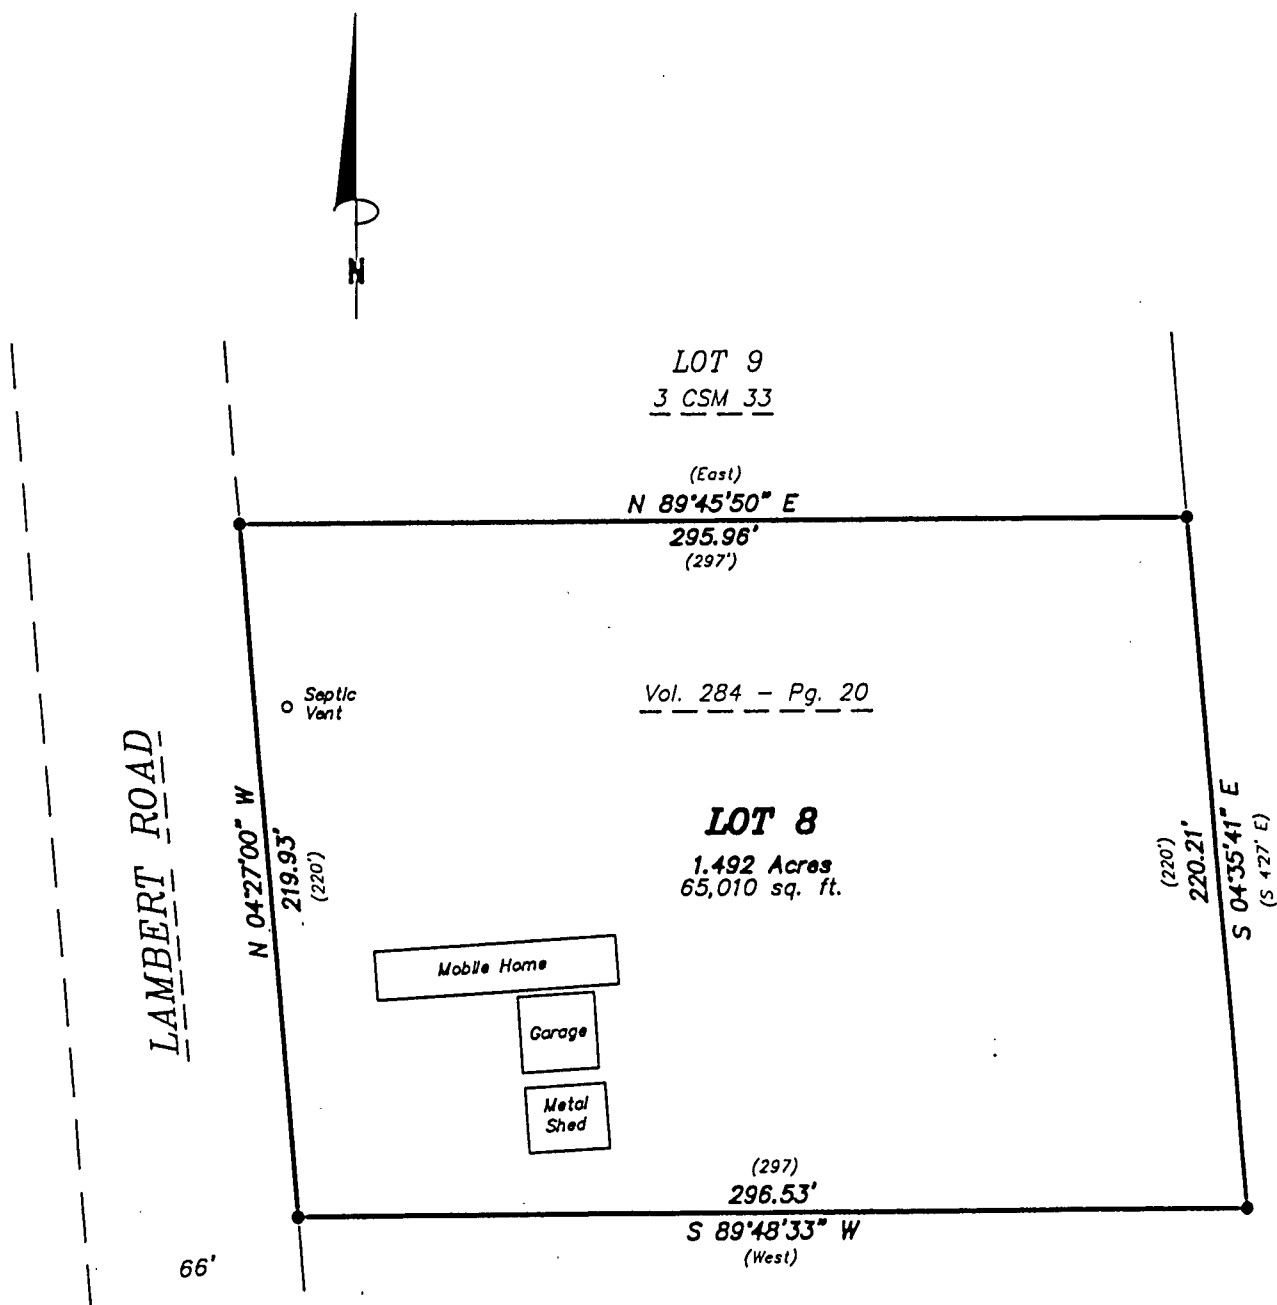 N
LOT 9
3 CSM 33
(East)
N 89°45'50" E
295.96'
(297')
Septic
Vent
Vol. 284 - Pg. 20
LAMBERT ROAD
N 04°27'00" W
219.93'
(220')
LOT 8
1.492 Acres
65,010 sq. ft.
(220')
220.21'
S 04°35'41" E
(S 4°27' E)
Mobile Home
Garage
Metal
Shed
(297)
296.53'
S 89°48'33" W
(West)
66'